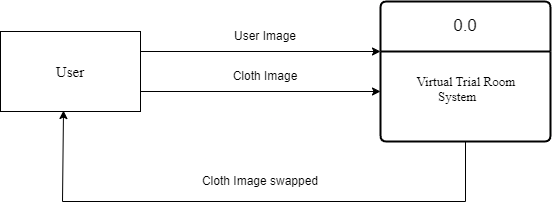 User Image
0.0
User
Cloth Image
Virtual Trial Room
System
Cloth Image swapped